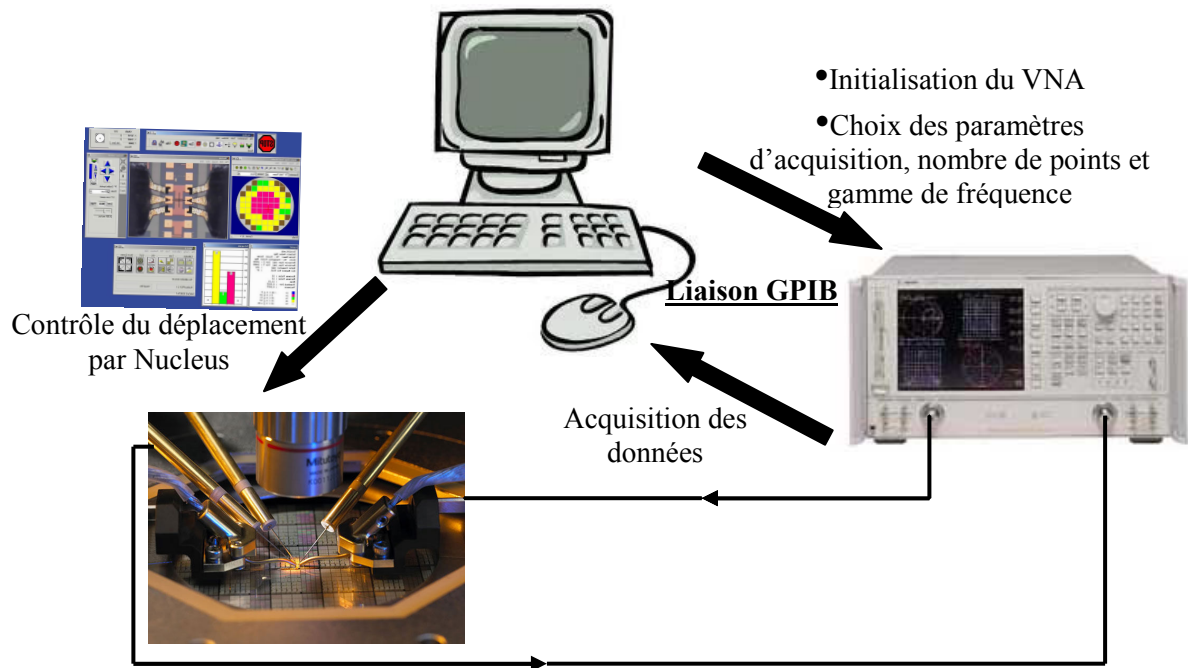 •Initialisation du VNA
•Choix des paramètres
d'acquisition, nombre de points et
gamme de fréquence
Liaison GPIB
Contrôle du déplacement
par Nucleus
Acquisition des
données
Mitutoyo